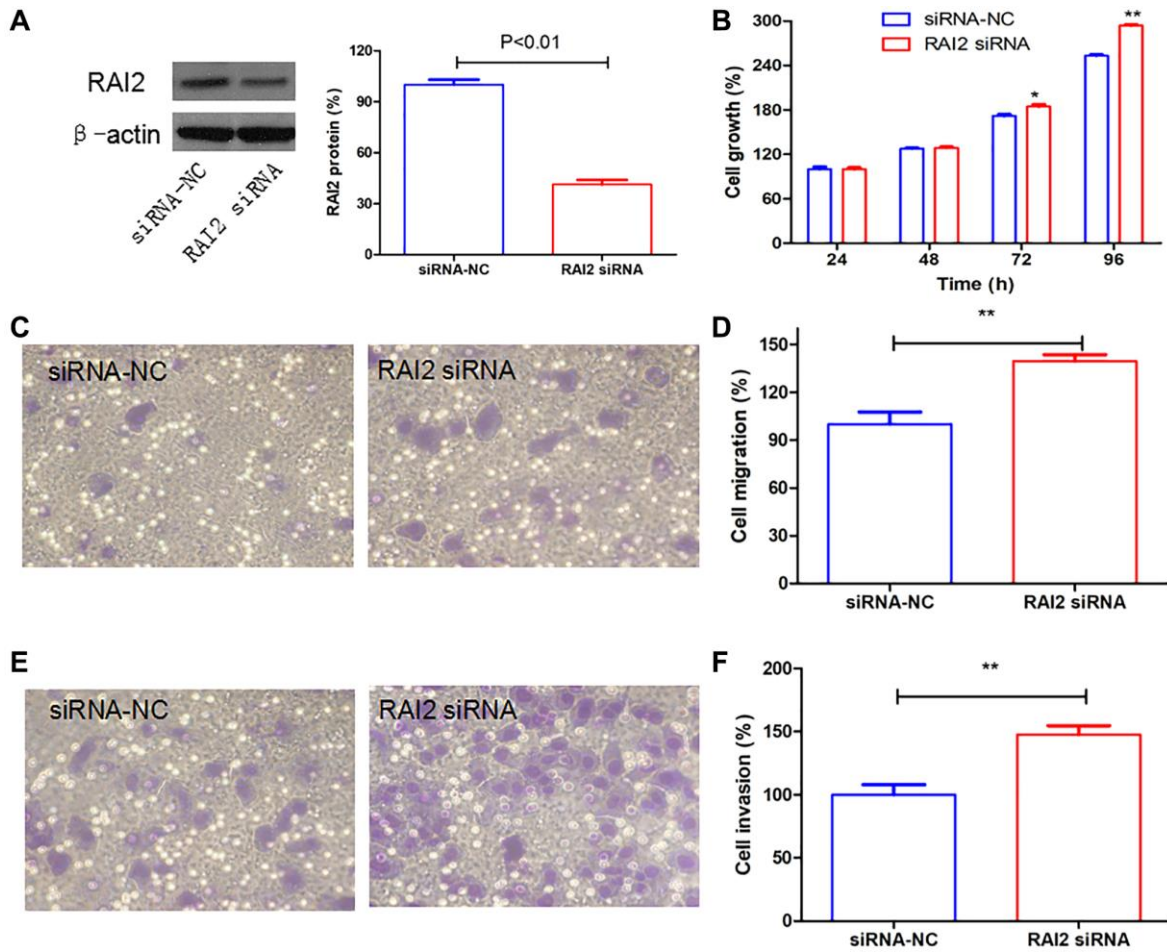 A
RAI2
β-actin
siRNA-NC
RAI2 siRNA
P<0.01
RAI2 protein (%)
120
90
60
30
0
siRNA-NC
RAI2 siRNA
B
siRNA-NC
RAI2 siRNA
Cell growth (%)
300
240
180
120
60
0
*
**
24
48
72
96
Time (h)
C
siRNA-NC
RAI2 siRNA
D
**
Cell migration (%)
150
120
90
60
30
0
siRNA-NC
RAI2 siRNA
E
siRNA-NC
RAI2 siRNA
F
**
Cell invasion (%)
200
150
100
50
0
siRNA-NC
RAI2 siRNA